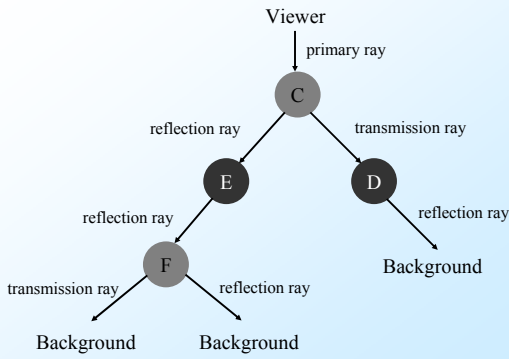 Viewer
primary ray
C
reflection ray
transmission ray
E
D
reflection ray
reflection ray
F
Background
transmission ray
reflection ray
Background
Background